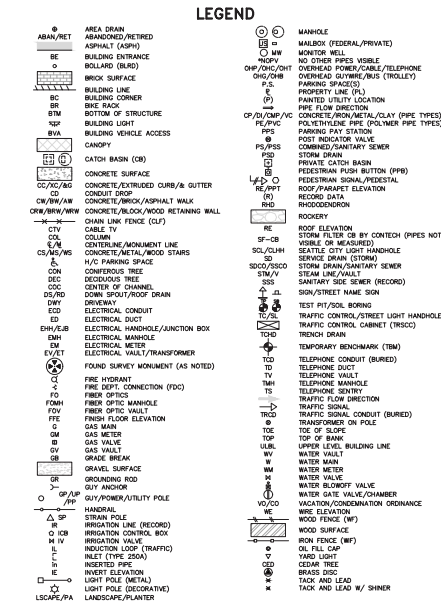 LEGEND
AREA DRAIN
ABAN/RET ABANDONED/RETIRED
ASPHALT (ASPH)
BE BUILDING ENTRANCE
BOLLARD (BLRD)
BRICK SURFACE
BUILDING LINE
BC BUILDING CORNER
BR BIKE RACK
BTM BOTTOM OF STRUCTURE
BUILDING LIGHT
BVA BUILDING VEHICLE ACCESS
CANOPY
CATCH BASIN (CB)
CONCRETE SURFACE
CC/XC/&G CONCRETE/EXTRUDED CURB/& GUTTER
CD CONDUIT DROP
CW/BW/AW CONCRETE/BRICK/ASPHALT WALK
CRW/BRW/WRW CONCRETE/BLOCK/WOOD RETAINING WALL
CHAIN LINK FENCE (CLF)
CTV CABLE TV
COL COLUMN
CENTERLINE/MONUMENT LINE
CS/MS/WS CONCRETE/METAL/WOOD STAIRS
H/C PARKING SPACE
CON CONIFEROUS TREE
DEC DECIDUOUS TREE
COC CENTER OF CHANNEL
DS/RD DOWN SPOUT/ROOF DRAIN
DWY DRIVEWAY
ECD ELECTRICAL CONDUIT
ED ELECTRICAL DUCT
EHH/EJB ELECTRICAL HANDHOLE/JUNCTION BOX
EMH ELECTRICAL MANHOLE
EM ELECTRICAL METER
EV/ET ELECTRICAL VAULT/TRANSFORMER
FOUND SURVEY MONUMENT (AS NOTED)
FIRE HYDRANT
FIRE DEPT. CONNECTION (FDC)
FO FIBER OPTICS
FOMH FIBER OPTIC MANHOLE
FOV FIBER OPTIC VAULT
FFE FINISH FLOOR ELEVATION
G GAS MAIN
GM GAS METER
GAS VALVE
GV GAS VAULT
GB GRADE BREAK
GRAVEL SURFACE
GR GROUNDING ROD
GUY ANCHOR
GP/UP
/PP GUY/POWER/UTILITY POLE
HANDRAIL
SP STRAIN POLE
IR IRRIGATION LINE (RECORD)
ICB IRRIGATION CONTROL BOX
IV IRRIGATION VALVE
IL INDUCTION LOOP (TRAFFIC)
INLET (TYPE 250A)
in INSERTED PIPE
IE INVERT ELEVATION
LIGHT POLE (METAL)
LIGHT POLE (DECORATIVE)
LSCAPE/PA LANDSCAPE/PLANTER
MANHOLE
MAILBOX (FEDERAL/PRIVATE)
MW MONITOR WELL
*NOPV NO OTHER PIPES VISIBLE
OHP/OHC/OHT OVERHEAD POWER/CABLE/TELEPHONE
OHG/OHB OVERHEAD GUYWIRE/BUS (TROLLEY)
P.S. PARKING SPACE(S)
PROPERTY LINE (PL)
(P) PAINTED UTILITY LOCATION
PIPE FLOW DIRECTION
CP/DI/CMP/VC CONCRETE/IRON/METAL/CLAY (PIPE TYPES)
PE/PVC POLYETHYLENE (POLYMER PIPE TYPES)
PPS PARKING PAY STATION
POST INDICATOR VALVE
PS/PSS COMBINED/SANITARY SEWER
PSD STORM DRAIN
PRIVATE CATCH BASIN
PEDESTRIAN PUSH BUTTON (PPB)
PEDESTRIAN SIGNAL/PEDESTAL
RE/PPT ROOF/PARAPET ELEVATION
(R) RECORD DATA
RHD RHODODENDRON
ROCKERY
RE ROOF ELEVATION
SF-CB STORM FILTER CB BY CONTECH (PIPES NOT
VISIBLE OR MEASURED)
SCL/CLHH SEATTLE CITY LIGHT HANDHOLE
SD SERVICE DRAIN (STORM)
SDCO/SSCO STORM DRAIN/SANITARY SEWER
STM/V STEAM LINE/VAULT
SSS SANITARY SIDE SEWER (RECORD)
SIGN/STREET NAME SIGN
TEST PIT/SOIL BORING
TC/SL TRAFFIC CONTROL/STREET LIGHT HANDHOLE
TRAFFIC CONTROL CABINET (TRSCC)
TCHD TRENCH DRAIN
TEMPORARY BENCHMARK (TBM)
TCD TELEPHONE CONDUIT (BURIED)
TD TELEPHONE DUCT
TV TELEPHONE VAULT
TMH TELEPHONE MANHOLE
TS TELEPHONE SENTRY
TRAFFIC FLOW DIRECTION
TRAFFIC SIGNAL
TRCD TRAFFIC SIGNAL CONDUIT (BURIED)
TRANSFORMER ON POLE
TOE TOE OF SLOPE
TOP TOP OF BANK
ULBL UPPER LEVEL BUILDING LINE
WV WATER VAULT
W WATER MAIN
WM WATER METER
WATER VALVE
WATER BLOWOFF VALVE
WATER GATE VALVE/CHAMBER
VO/CO VACATION/CONDEMNATION ORDINANCE
WE WIRE ELEVATION
WOOD FENCE (WF)
WOOD SURFACE
IRON FENCE (WIF)
OIL FILL CAP
YARD LIGHT
CED CEDAR TREE
BRASS DISC
TACK AND LEAD
TACK AND LEAD W/ SHINER